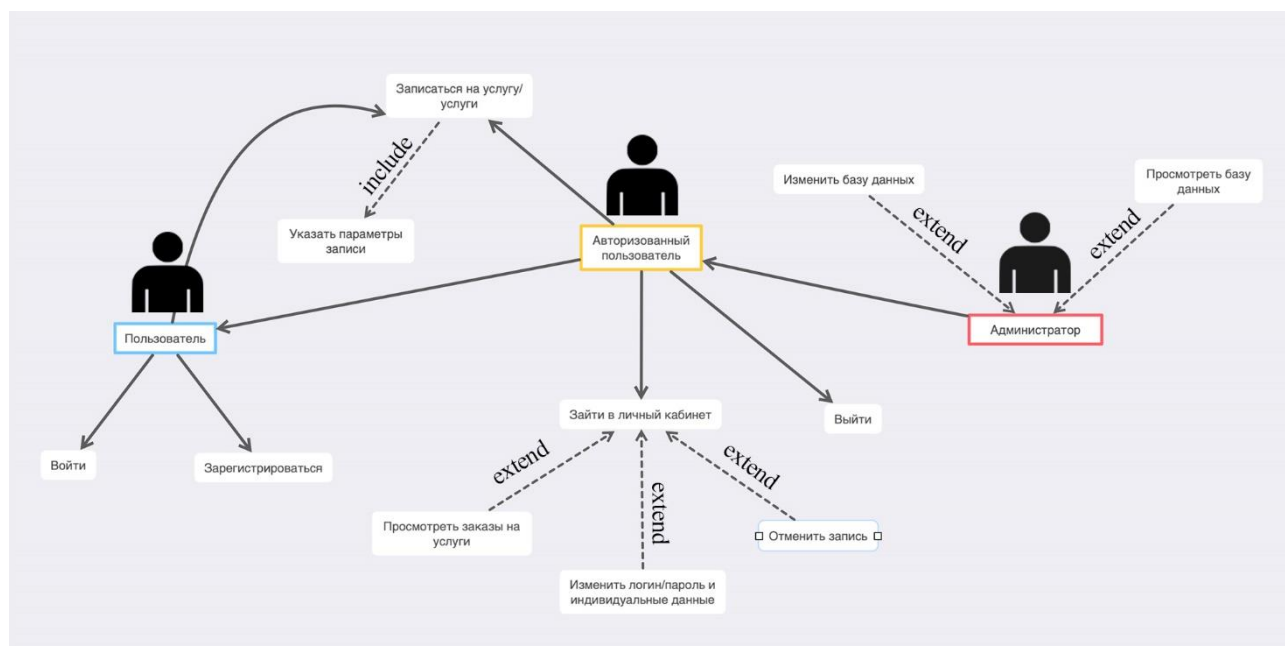 Записаться на услугу/
услуги
include
Указать параметры
записи
Авторизованный
пользователь
Изменить базу данных
Просмотреть базу
данных
extend
extend
Пользователь
Администратор
Войти
Зарегистрироваться
Зайти в личный кабинет
Выйти
extend
extend
extend
Просмотреть заказы на
услуги
Отменить запись
Изменить логин/пароль и
индивидуальные данные